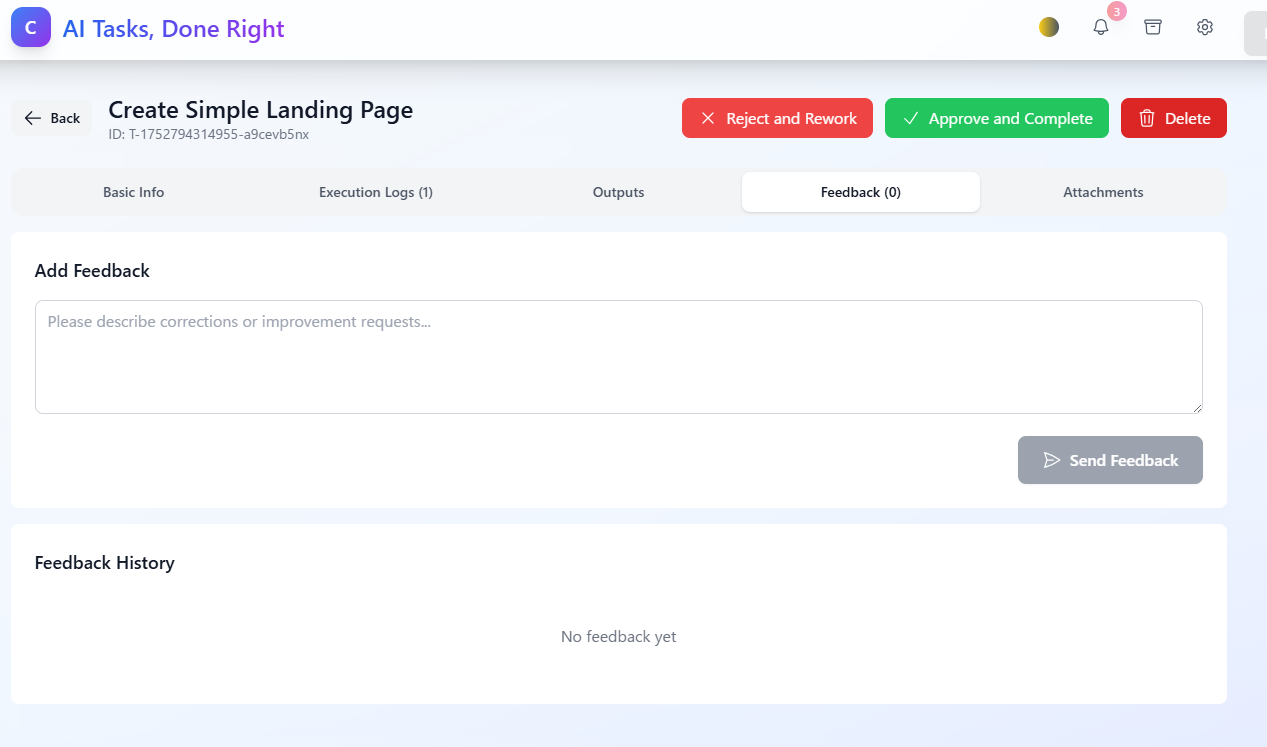 C AI Tasks, Done Right
3
Back
Create Simple Landing Page
ID: T-1752794314955-a9cevb5nx
Reject and Rework
Approve and Complete
Delete
Basic Info
Execution Logs (1)
Outputs
Feedback (0)
Attachments
Add Feedback
Please describe corrections or improvement requests...
Send Feedback
Feedback History
No feedback yet